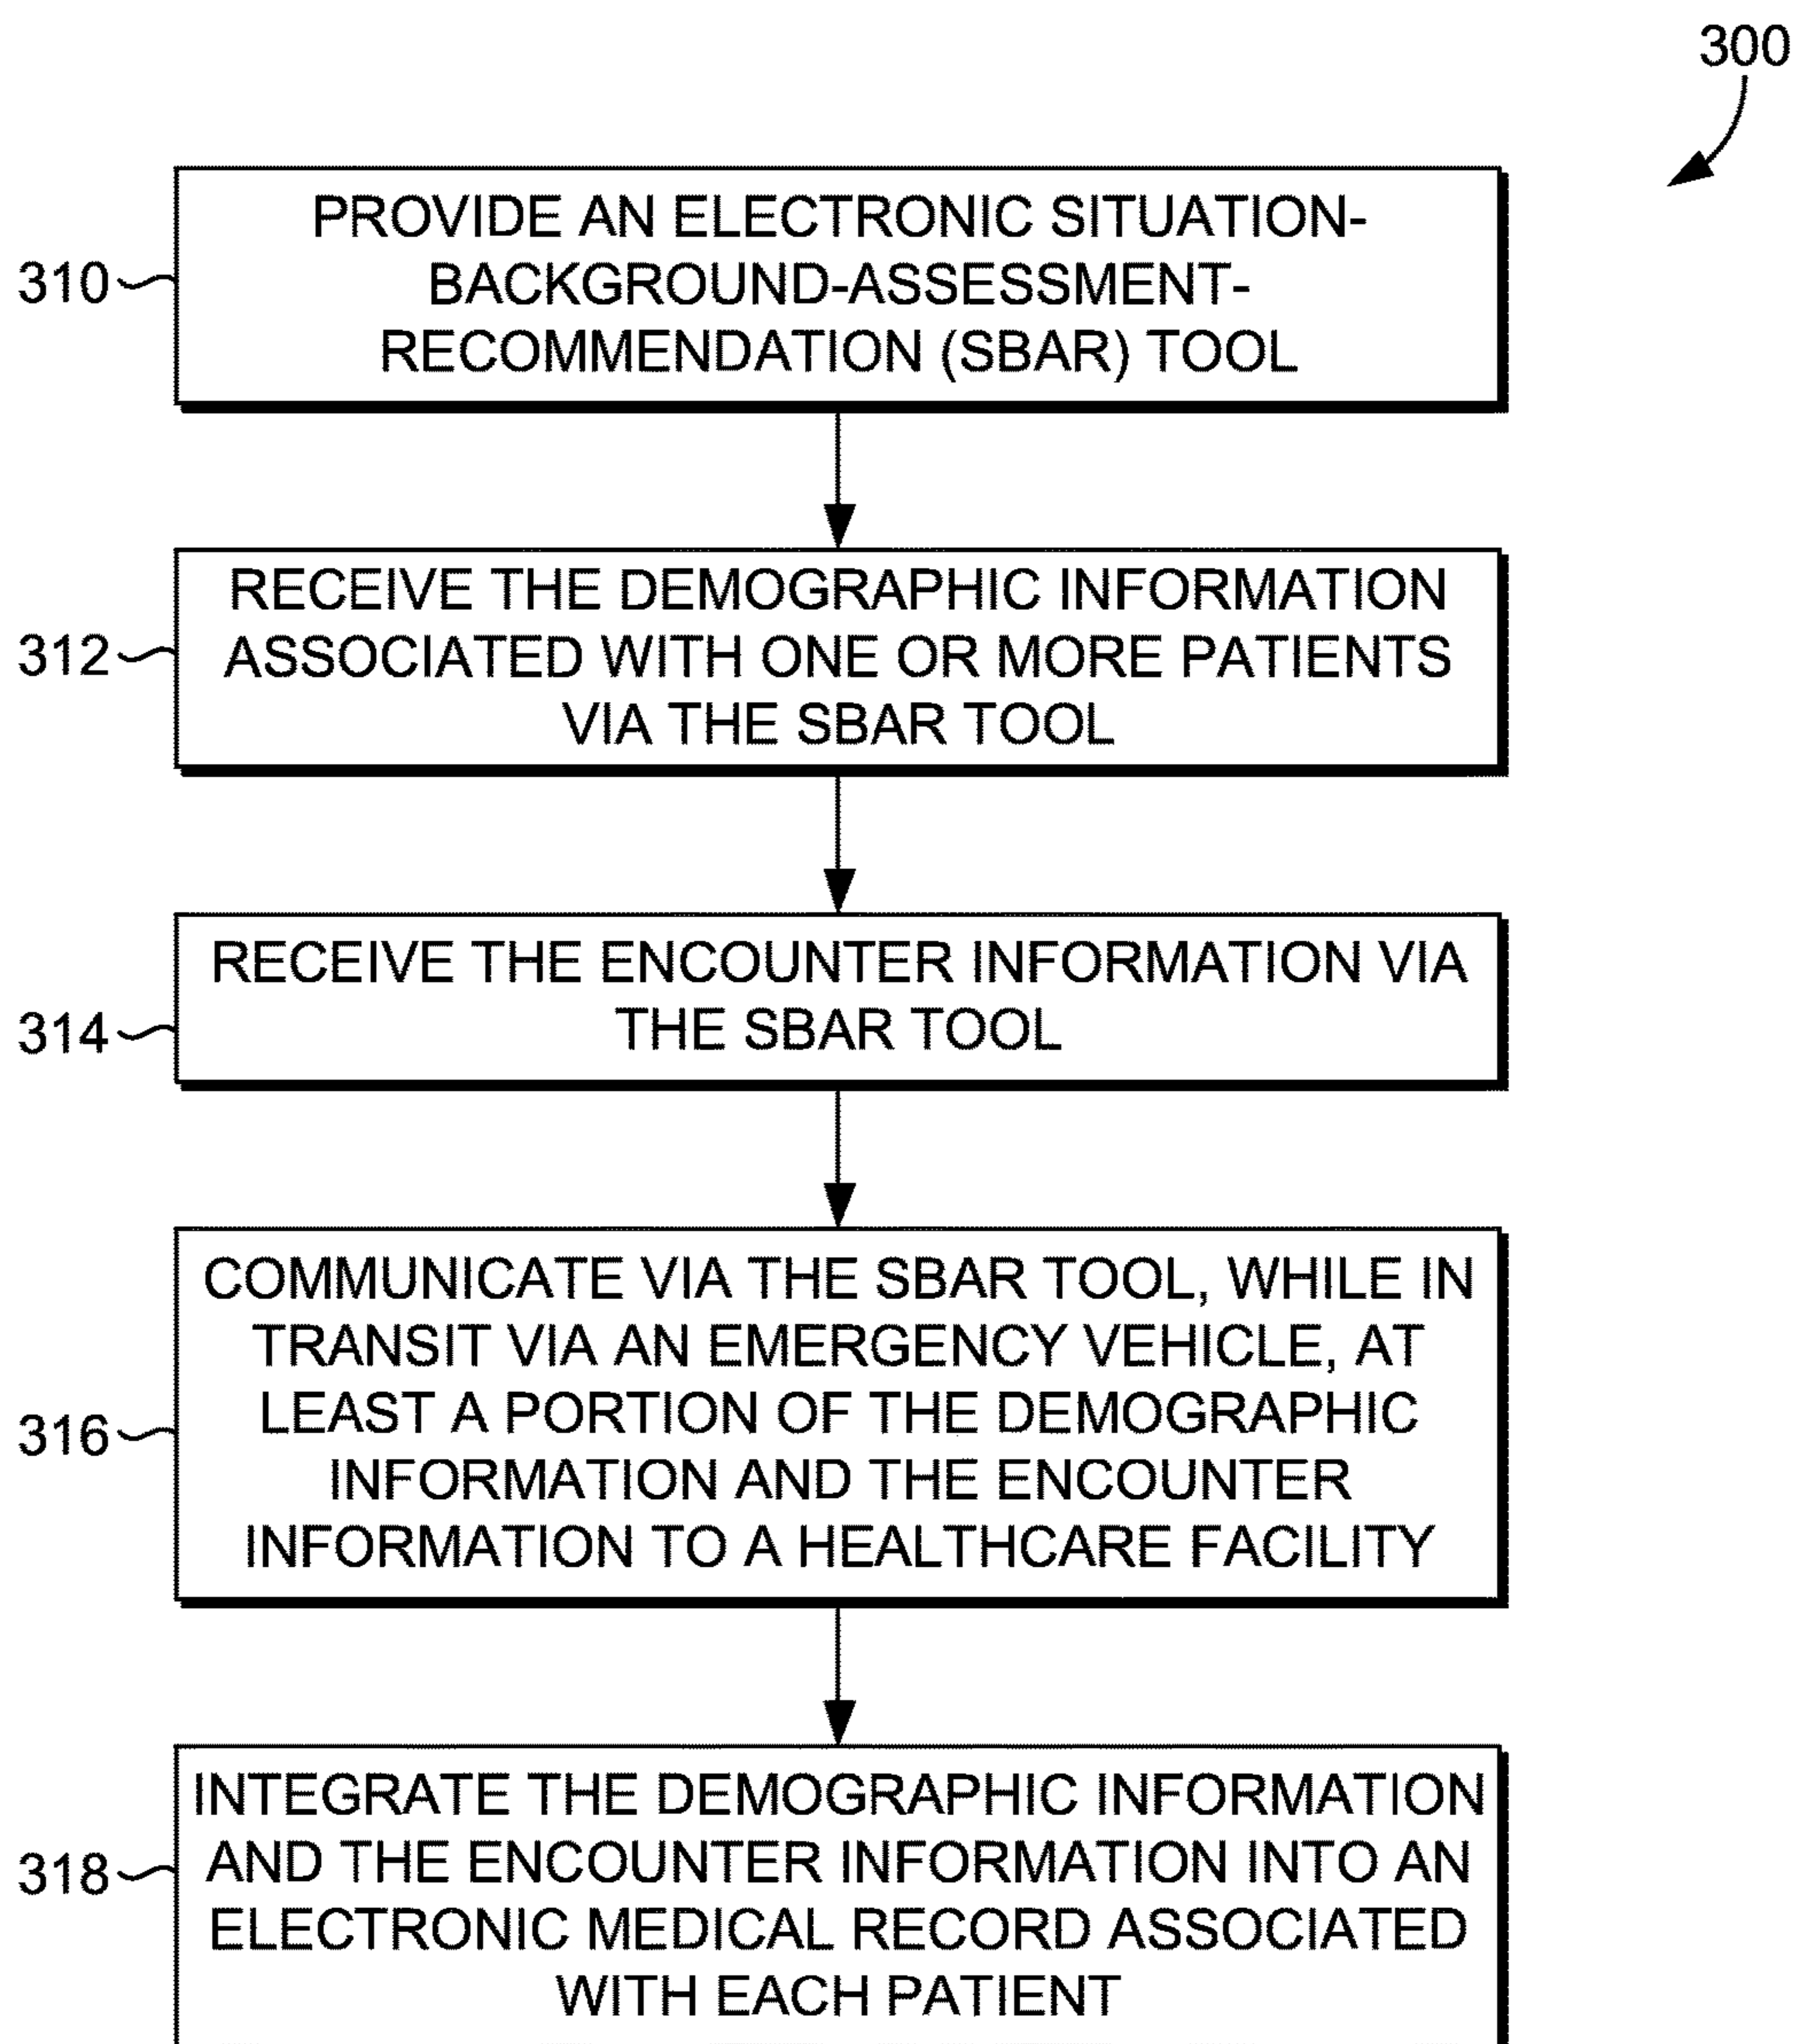 300
310
PROVIDE AN ELECTRONIC SITUATION-
BACKGROUND-ASSESSMENT-
RECOMMENDATION (SBAR) TOOL
312
RECEIVE THE DEMOGRAPHIC INFORMATION
ASSOCIATED WITH ONE OR MORE PATIENTS
VIA THE SBAR TOOL
314
RECEIVE THE ENCOUNTER INFORMATION VIA
THE SBAR TOOL
316
COMMUNICATE VIA THE SBAR TOOL, WHILE IN
TRANSIT VIA AN EMERGENCY VEHICLE, AT
LEAST A PORTION OF THE DEMOGRAPHIC
INFORMATION AND THE ENCOUNTER
INFORMATION TO A HEALTHCARE FACILITY
318
INTEGRATE THE DEMOGRAPHIC INFORMATION
AND THE ENCOUNTER INFORMATION INTO AN
ELECTRONIC MEDICAL RECORD ASSOCIATED
WITH EACH PATIENT